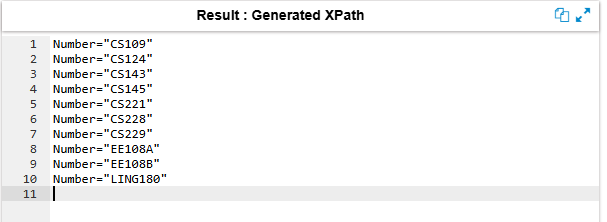 Result : Generated XPath
1 Number="CS109"
2 Number="CS124"
3 Number="CS143"
4 Number="CS145"
5 Number="CS221"
6 Number="CS228"
7 Number="CS229"
8 Number="EE108A"
9 Number="EE108B"
10 Number="LING180"
11